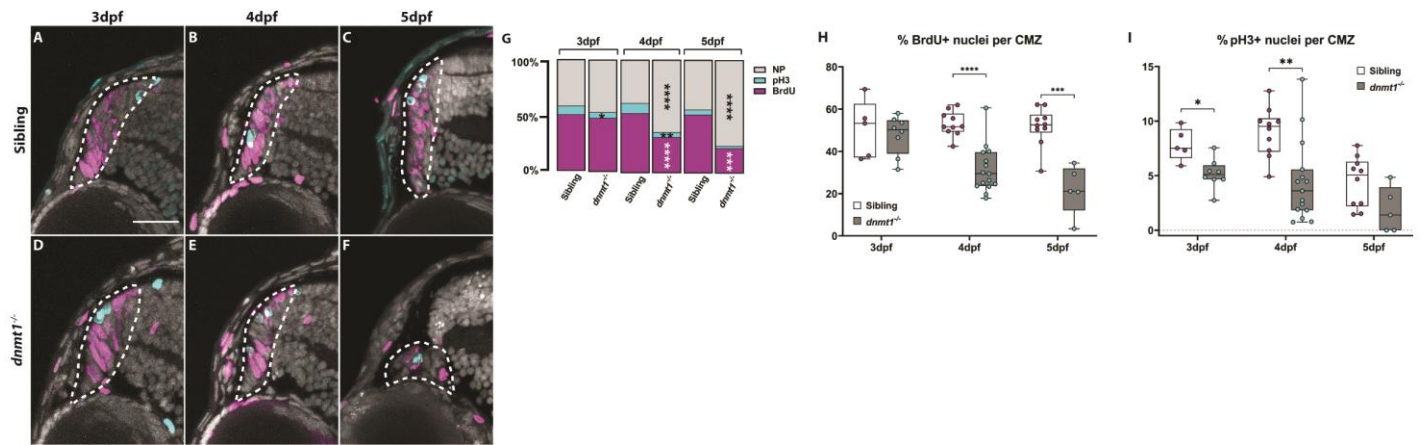 3dpf 4dpf 5dpf
A B C
Sibling
D E F
dnmt1-/-
G
3dpf 4dpf 5dpf
100%
50%
0%
NP
pH3
BrdU
* **** ** **** **** ***
Sibling dnmt1-/- Sibling dnmt1-/- Sibling dnmt1-/-
H % BrdU+ nuclei per CMZ
80
60
40
20
0
**** ***
Sibling
dnmt1-/-
3dpf 4dpf 5dpf
I % pH3+ nuclei per CMZ
15
10
5
0
* **
Sibling
dnmt1-/-
3dpf 4dpf 5dpf